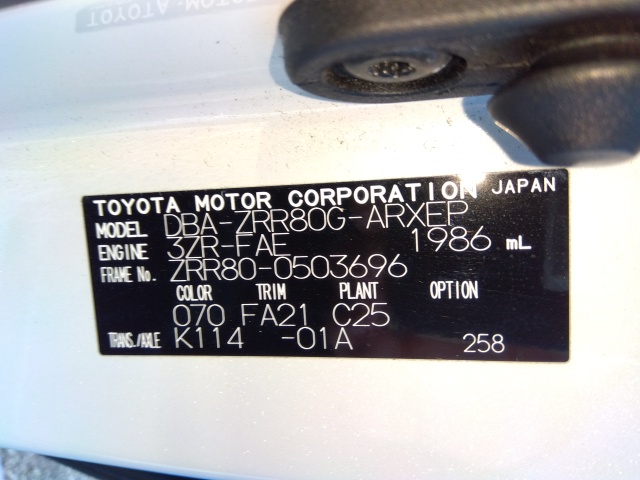 TOYOTA MOTOR CORPORATION JAPAN
MODEL DBA-ZRR80G-ARXEP
ENGINE 3ZR-FAE 1986 mL
FRAME No. ZRR80-0503696
COLOR TRIM PLANT OPTION
070 FA21 C25
TRANS./AXLE K114 -01A 258